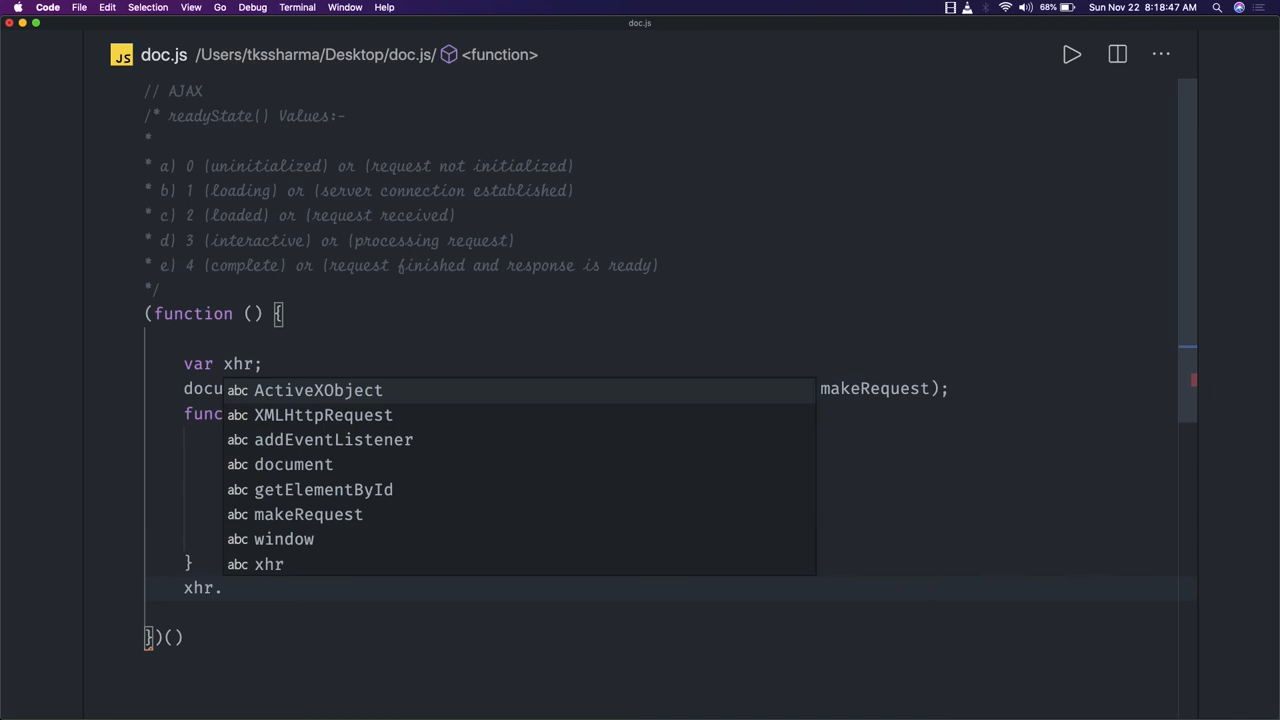 Code File Edit Selection View Go Debug Terminal Window Help 68% Sun Nov 22 8:18:47 AM
doc.js
JS doc.js /Users/tkssharma/Desktop/doc.js/ <function>
// AJAX
/* readyState() Values:-
*
* a) 0 (uninitialized) or (request not initialized)
* b) 1 (loading) or (server connection established)
* c) 2 (loaded) or (request received)
* d) 3 (interactive) or (processing request)
* e) 4 (complete) or (request finished and response is ready)
*/
(function () {
var xhr;
docu makeRequest);
func
abc ActiveXObject
abc XMLHttpRequest
abc addEventListener
abc document
abc getElementById
abc makeRequest
abc window
abc xhr
}
xhr.
})()